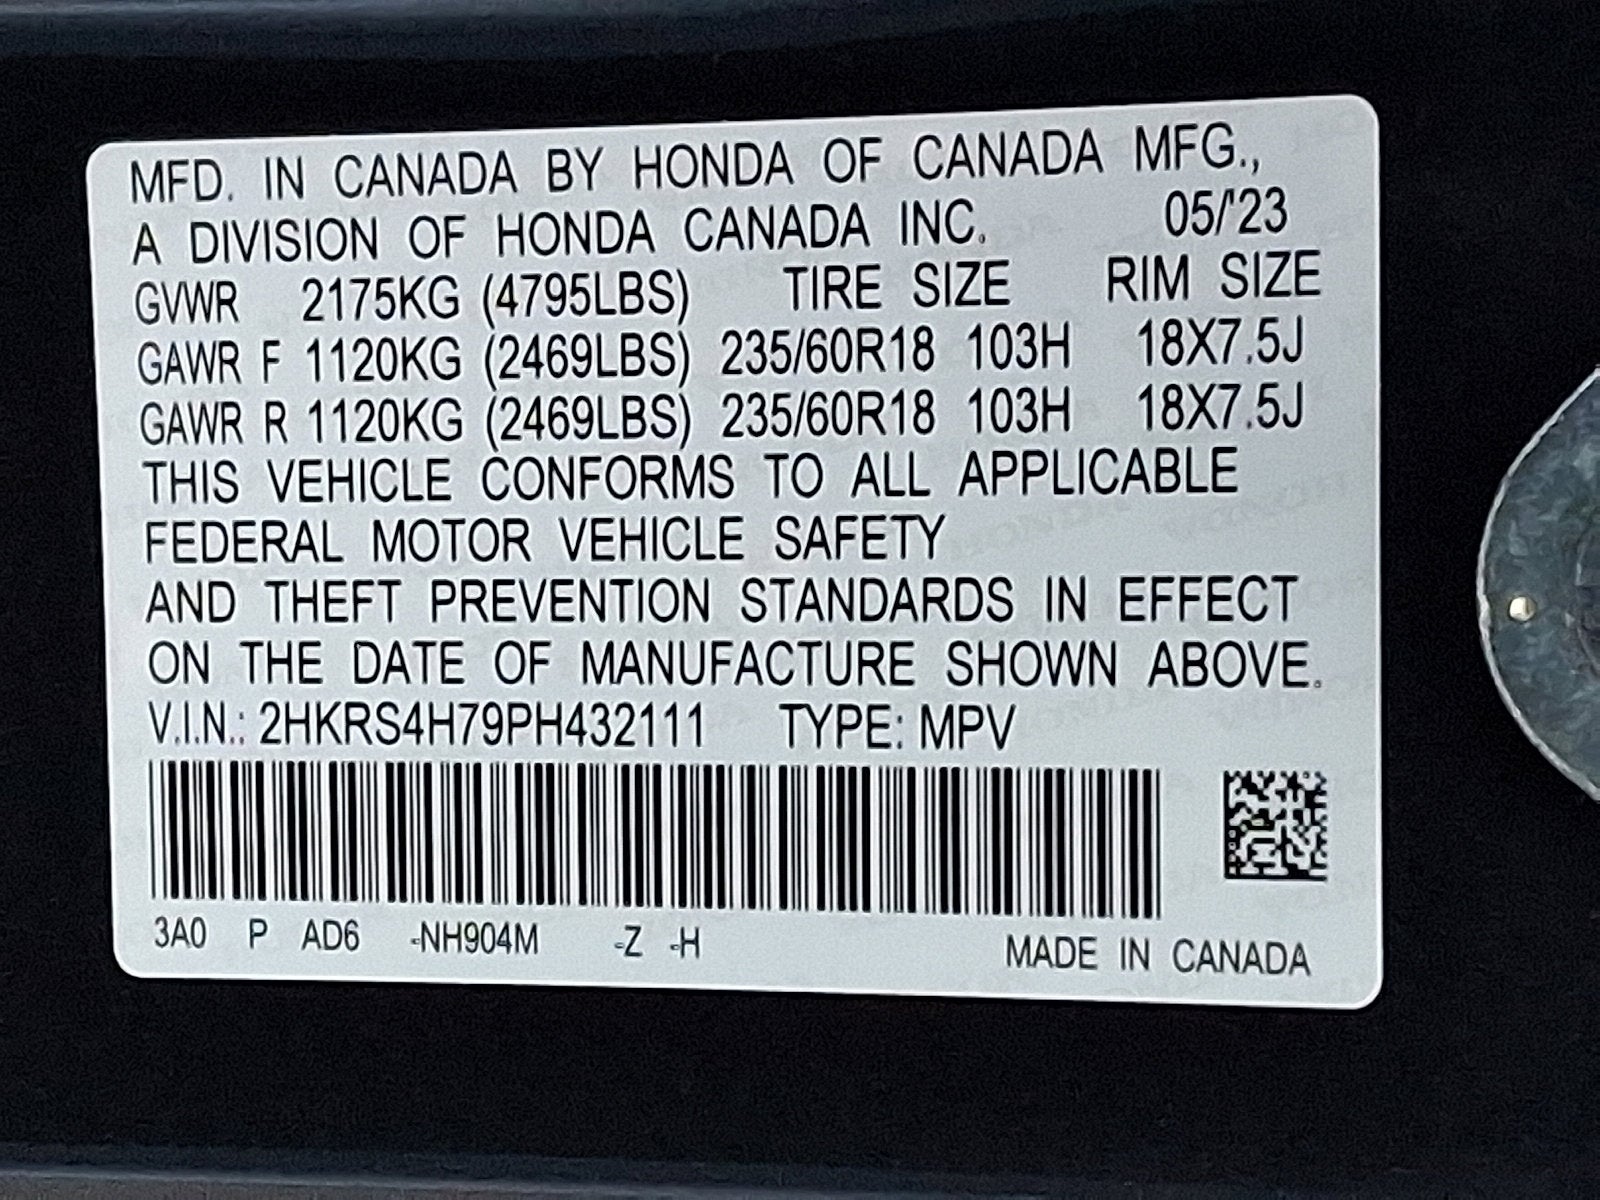 MFD. IN CANADA BY HONDA OF CANADA MFG.,
A DIVISION OF HONDA CANADA INC. 05/'23
GVWR 2175KG (4795LBS) TIRE SIZE RIM SIZE
GAWR F 1120KG (2469LBS) 235/60R18 103H 18X7.5J
GAWR R 1120KG (2469LBS) 235/60R18 103H 18X7.5J
THIS VEHICLE CONFORMS TO ALL APPLICABLE
FEDERAL MOTOR VEHICLE SAFETY
AND THEFT PREVENTION STANDARDS IN EFFECT
ON THE DATE OF MANUFACTURE SHOWN ABOVE.
V.I.N.: 2HKRS4H79PH432111 TYPE: MPV
3A0 P AD6 -NH904M -Z -H MADE IN CANADA